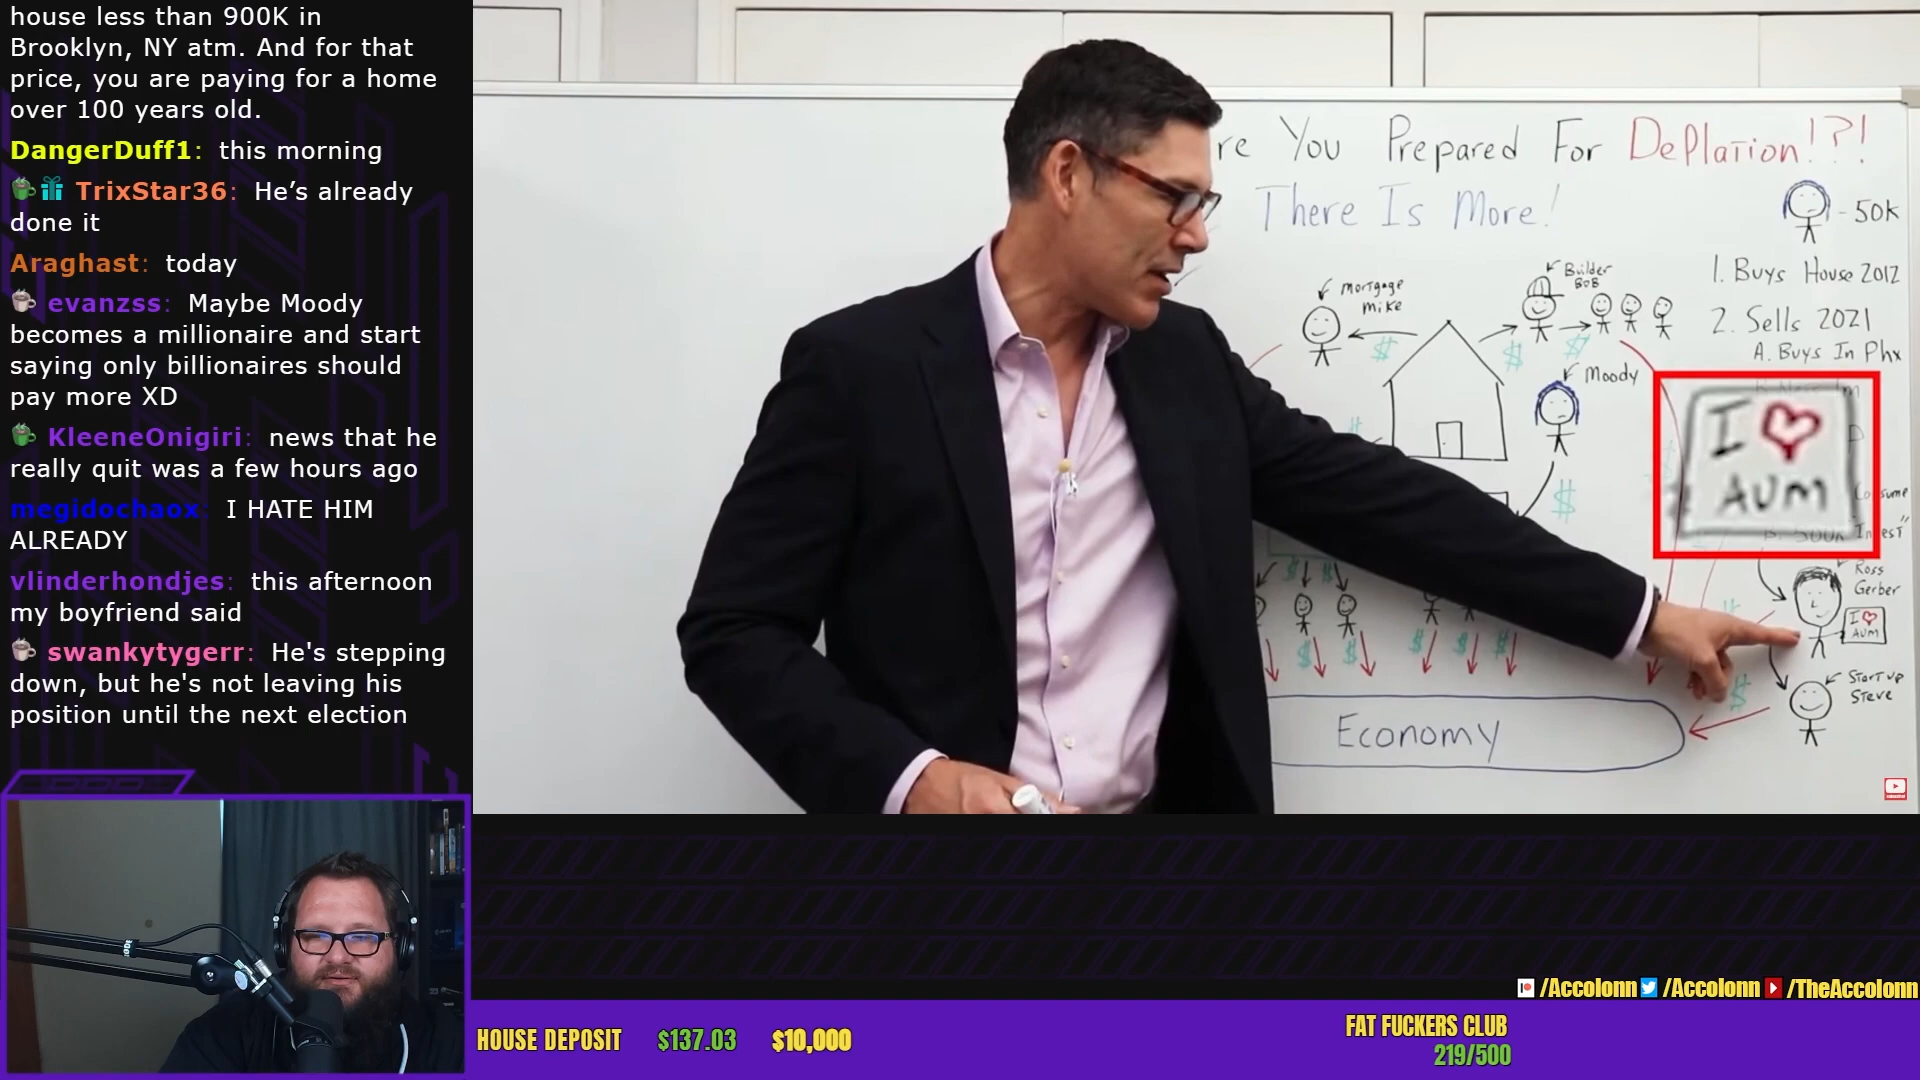 house less than 900K in
Brooklyn, NY atm. And for that
price, you are paying for a home
over 100 years old.
DangerDuff1: this morning
TrixStar36: He’s already
done it
Araghast: today
evanzss: Maybe Moody
becomes a millionaire and start
saying only billionaires should
pay more XD
KleeneOnigiri: news that he
really quit was a few hours ago
megidochaox: I HATE HIM
ALREADY
vlinderhondjes: this afternoon
my boyfriend said
swankytygerr: He's stepping
down, but he's not leaving his
position until the next election
re You Prepared For Deflation!?!
There Is More!
- 50K
1. Buys House 2012
2. Sells 2021
A. Buys In Phx
Mortgage
Mike
Builder
BoB
Moody
I ♡
AUM
Ross
Gerber
I ♡
AUM
Startup
Steve
Economy
/Accolonn /Accolonn /TheAccolonn
HOUSE DEPOSIT $137.03 $10,000
FAT FUCKERS CLUB
219/500